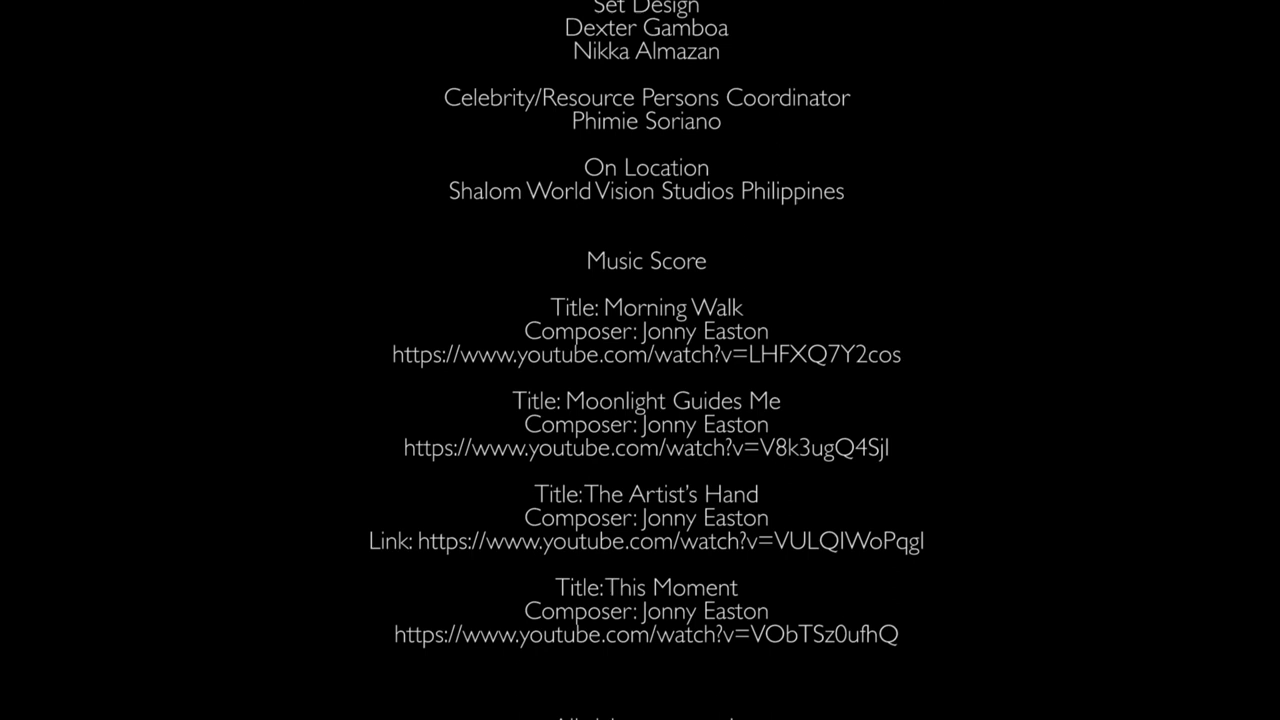 Set Design
Dexter Gamboa
Nikka Almazan
Celebrity/Resource Persons Coordinator
Phimie Soriano
On Location
Shalom World Vision Studios Philippines
Music Score
Title: Morning Walk
Composer: Jonny Easton
https://www.youtube.com/watch?v=LHFXQ7Y2cos
Title: Moonlight Guides Me
Composer: Jonny Easton
https://www.youtube.com/watch?v=V8k3ugQ4SjI
Title: The Artist’s Hand
Composer: Jonny Easton
Link: https://www.youtube.com/watch?v=VULQIWoPqgI
Title: This Moment
Composer: Jonny Easton
https://www.youtube.com/watch?v=VObTSz0ufhQ